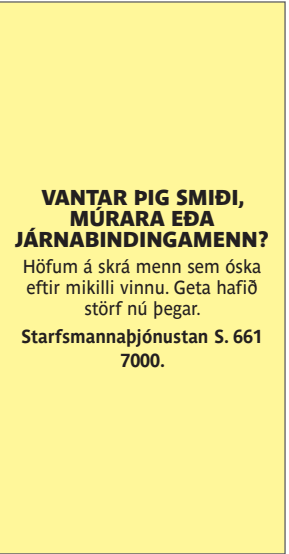 VANTAR ÞIG SMIÐI,
MÚRARA EÐA
JÁRNABINDINGAMENN?
Höfum á skrá menn sem óska
eftir mikilli vinnu. Geta hafið
störf nú þegar.
Starfsmannaþjónustan S. 661
7000.